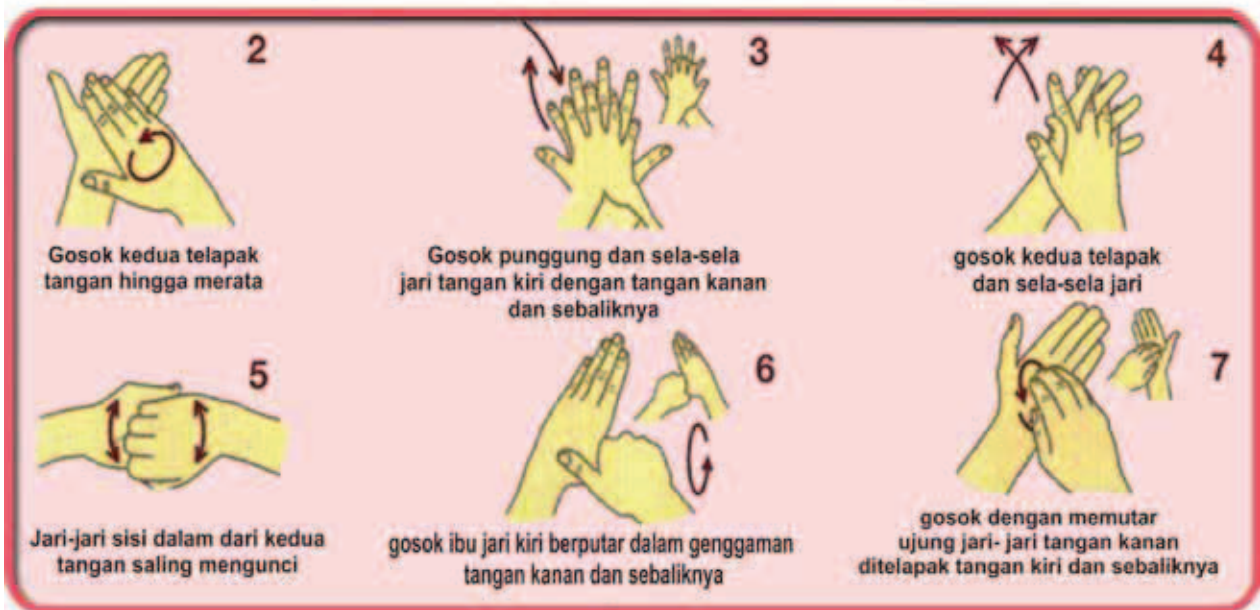 2
Gosok kedua telapak
tangan hingga merata
3
Gosok punggung dan sela-sela
jari tangan kiri dengan tangan kanan
dan sebaliknya
4
gosok kedua telapak
dan sela-sela jari
5
Jari-jari sisi dalam dari kedua
tangan saling mengunci
6
gosok ibu jari kiri berputar dalam genggaman
tangan kanan dan sebaliknya
7
gosok dengan memutar
ujung jari- jari tangan kanan
ditelapak tangan kiri dan sebaliknya